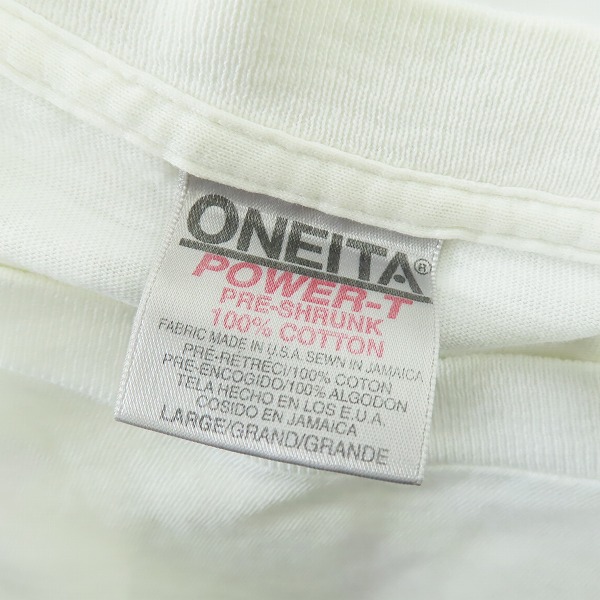 ONEITA®
POWER-T
PRE-SHRUNK
100% COTTON
FABRIC MADE IN U.S.A. SEWN IN JAMAICA
PRE-RETRECI/100% COTON
PRE-ENCOGIDO/100% ALGODON
TELA HECHO EN LOS E.U.A.
COSIDO EN JAMAICA
LARGE/GRAND/GRANDE